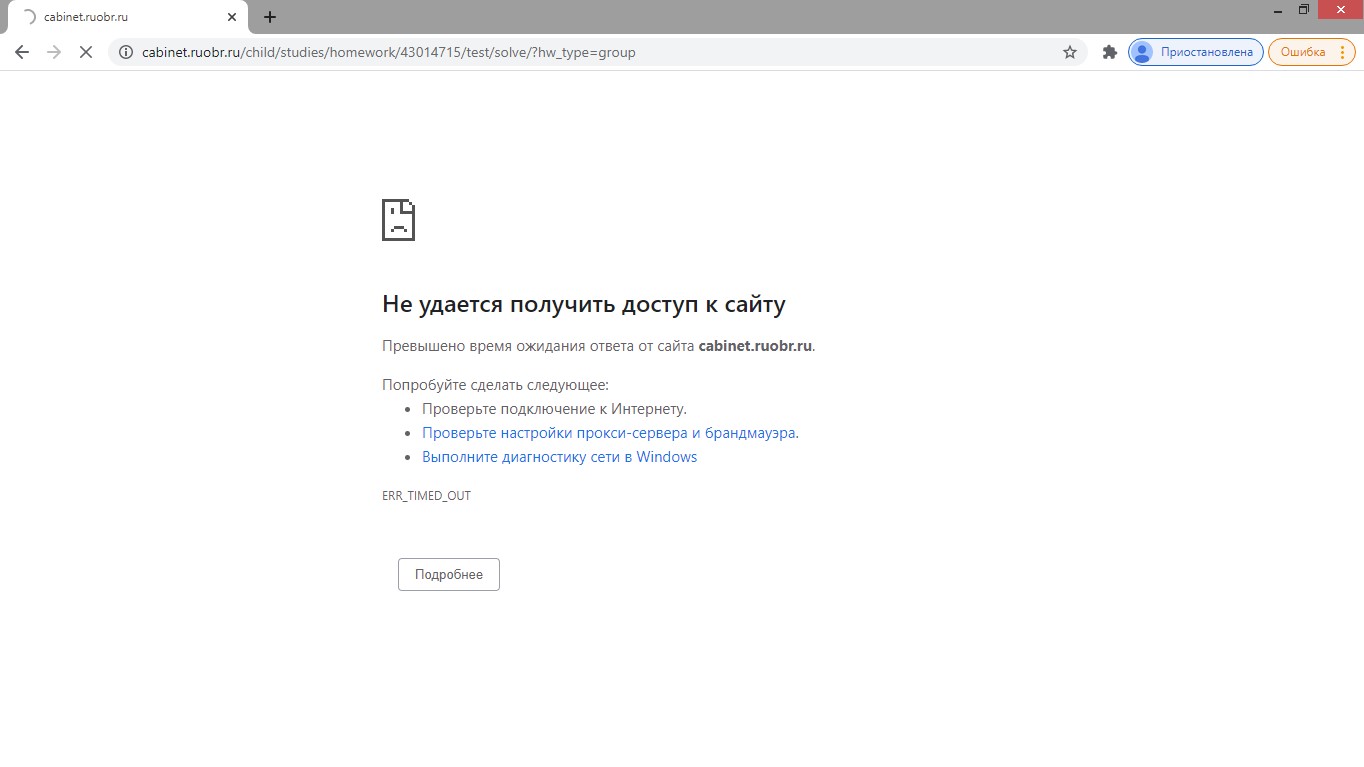 cabinet.ruobr.ru
cabinet.ruobr.ru/child/studies/homework/43014715/test/solve/?hw_type=group
Приостановлена
Ошибка
Не удается получить доступ к сайту
Превышено время ожидания ответа от сайта cabinet.ruobr.ru.
Попробуйте сделать следующее:
Проверьте подключение к Интернету.
Проверьте настройки прокси-сервера и брандмауэра.
Выполните диагностику сети в Windows
ERR_TIMED_OUT
Подробнее